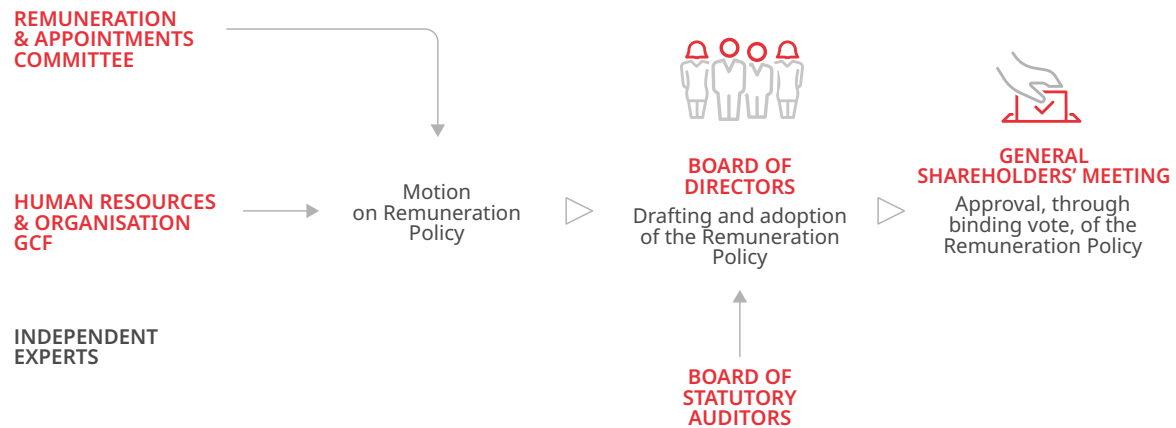 REMUNERATION
& APPOINTMENTS
COMMITTEE
HUMAN RESOURCES
& ORGANISATION
GCF
INDEPENDENT
EXPERTS
Motion
on Remuneration
Policy
BOARD OF
DIRECTORS
Drafting and adoption
of the Remuneration
Policy
BOARD OF
STATUTORY
AUDITORS
GENERAL
SHAREHOLDERS’ MEETING
Approval, through
binding vote, of the
Remuneration Policy